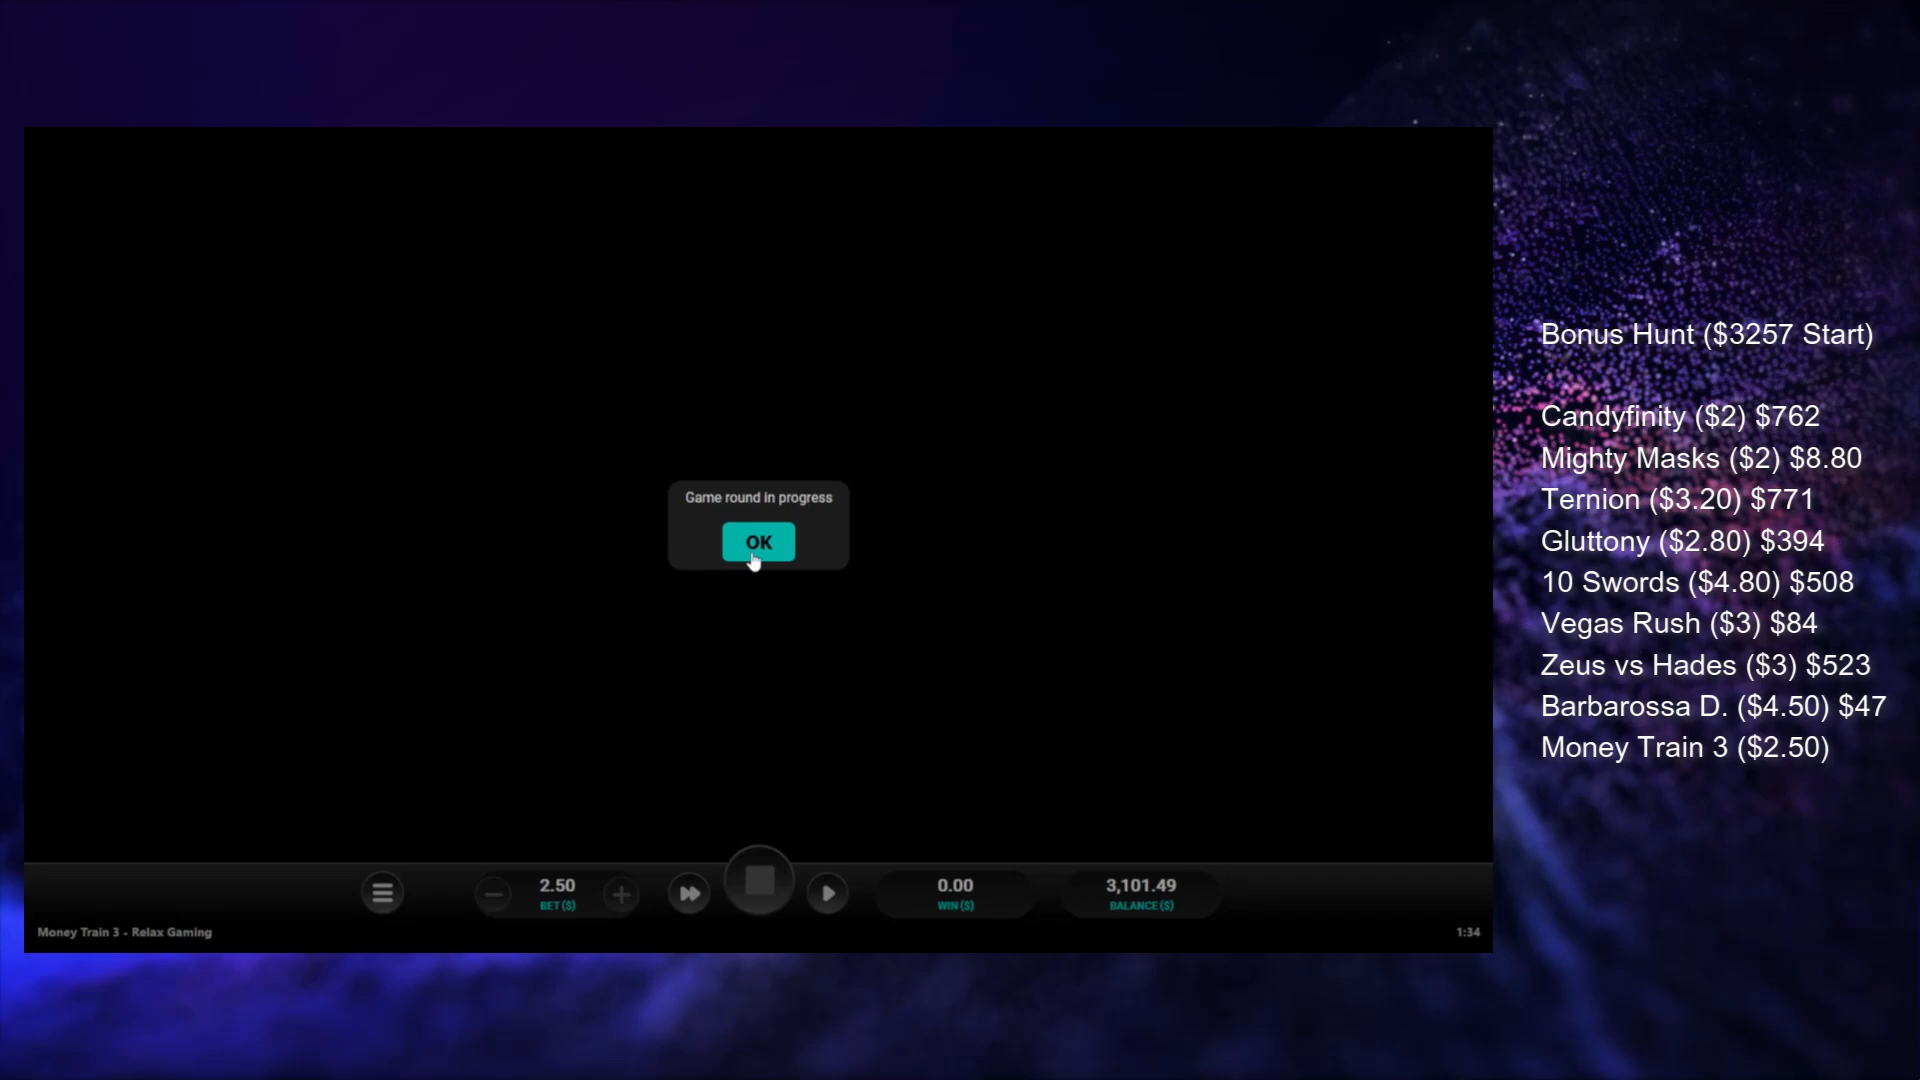 Bonus Hunt ($3257 Start)
Candyfinity ($2) $762
Mighty Masks ($2) $8.80
Ternion ($3.20) $771
Gluttony ($2.80) $394
10 Swords ($4.80) $508
Vegas Rush ($3) $84
Zeus vs Hades ($3) $523
Barbarossa D. ($4.50) $47
Money Train 3 ($2.50)
Game round in progress
OK
2.50
BET ($)
0.00
WIN ($)
3,101.49
BALANCE ($)
Money Train 3 - Relax Gaming
1:34